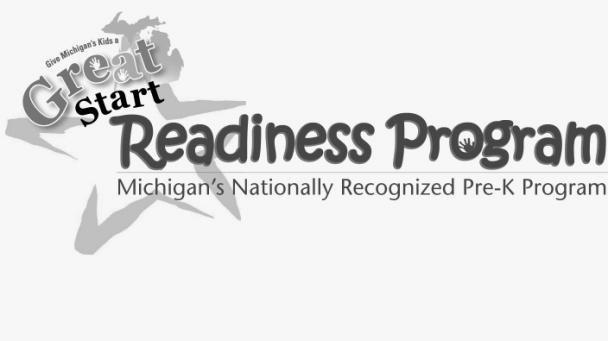 Give Michigan's Kids a
Great
Start
Readiness Program
Michigan's Nationally Recognized Pre-K Program